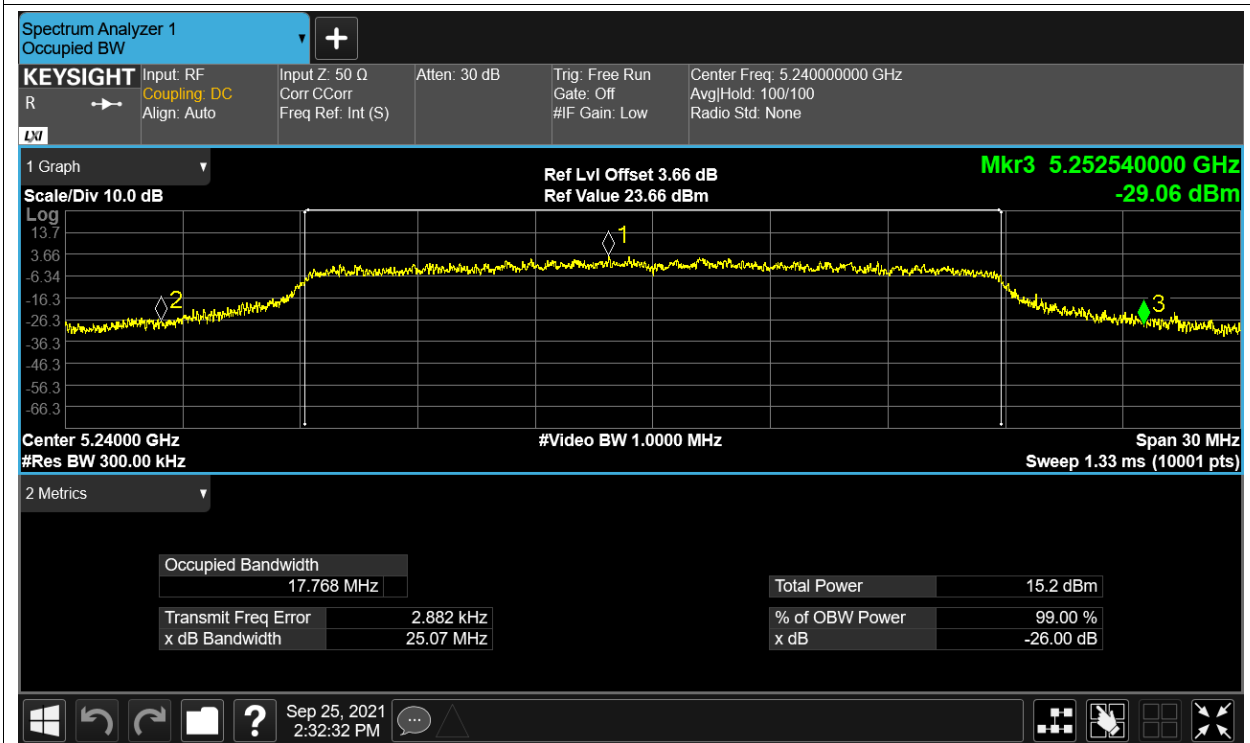 Spectrum Analyzer 1
Occupied BW
KEYSIGHT
R
LXI
Input: RF
Coupling: DC
Align: Auto
Input Z: 50 Ω
Corr CCorr
Freq Ref: Int (S)
Atten: 30 dB
Trig: Free Run
Gate: Off
#IF Gain: Low
Center Freq: 5.240000000 GHz
Avg|Hold: 100/100
Radio Std: None
1 Graph
Scale/Div 10.0 dB
Ref Lvl Offset 3.66 dB
Ref Value 23.66 dBm
Mkr3 5.252540000 GHz
-29.06 dBm
Log
13.7
3.66
-6.34
-16.3
-26.3
-36.3
-46.3
-56.3
-66.3
1
2
3
Center 5.24000 GHz
#Res BW 300.00 kHz
#Video BW 1.0000 MHz
Span 30 MHz
Sweep 1.33 ms (10001 pts)
2 Metrics
Occupied Bandwidth
17.768 MHz
Transmit Freq Error 2.882 kHz
x dB Bandwidth 25.07 MHz
Total Power 15.2 dBm
% of OBW Power 99.00 %
x dB -26.00 dB
?
Sep 25, 2021
2:32:32 PM